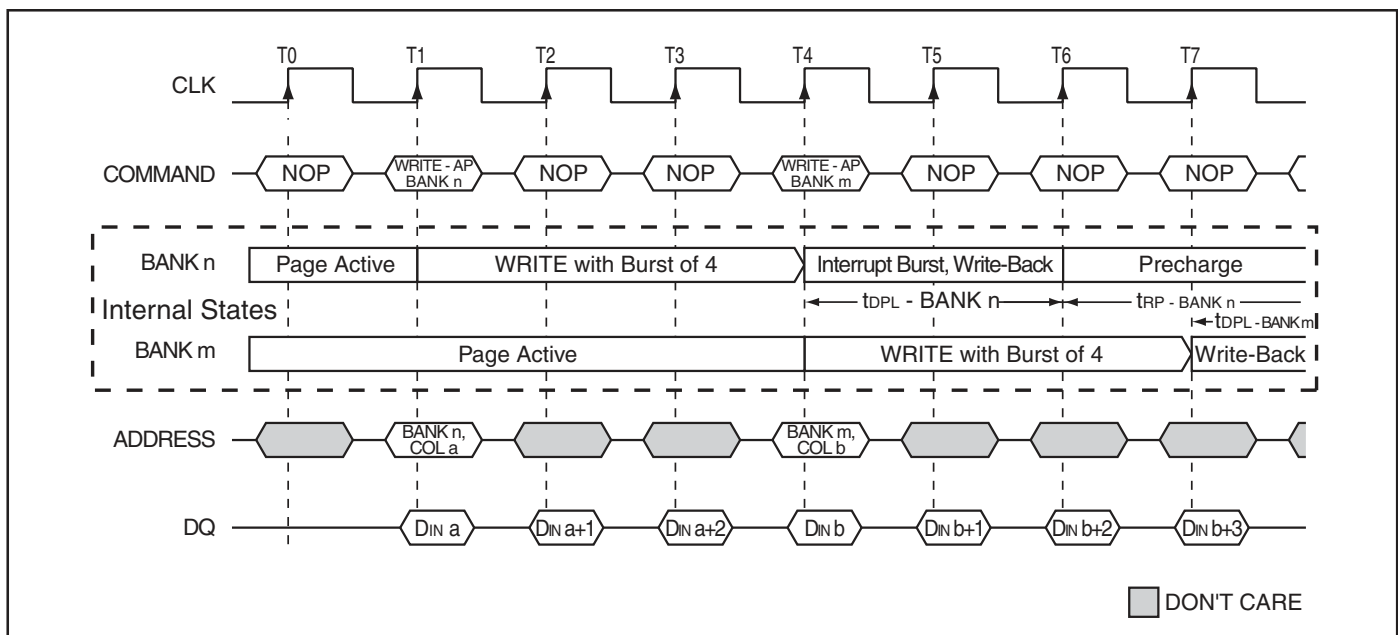 T0 T1 T2 T3 T4 T5 T6 T7
CLK
COMMAND NOP WRITE - AP BANK n NOP NOP WRITE - AP BANK m NOP NOP NOP
BANK n Page Active WRITE with Burst of 4 Interrupt Burst, Write-Back Precharge
tDPL - BANK n tRP - BANK n
Internal States
tDPL - BANK m
BANK m Page Active WRITE with Burst of 4 Write-Back
ADDRESS BANK n, COL a BANK m, COL b
DQ DIN a DIN a+1 DIN a+2 DIN b DIN b+1 DIN b+2 DIN b+3
DON'T CARE